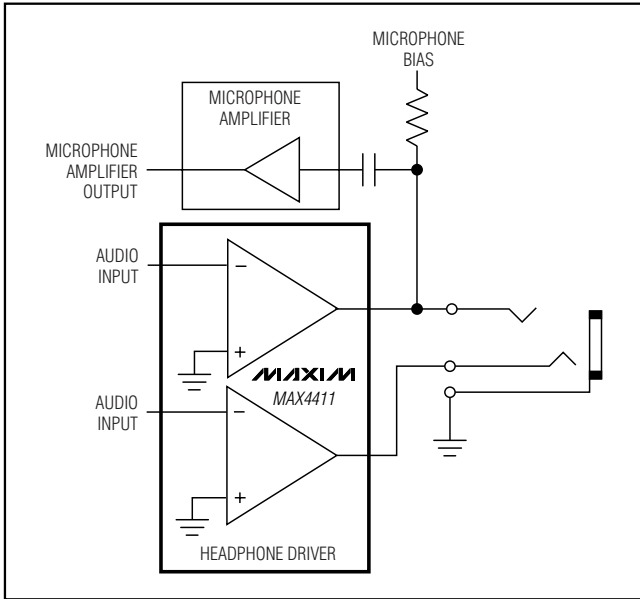 MICROPHONE
BIAS
MICROPHONE
AMPLIFIER
MICROPHONE
AMPLIFIER
OUTPUT
AUDIO
INPUT
−
+
MAXIM
MAX4411
AUDIO
INPUT
−
+
HEADPHONE DRIVER